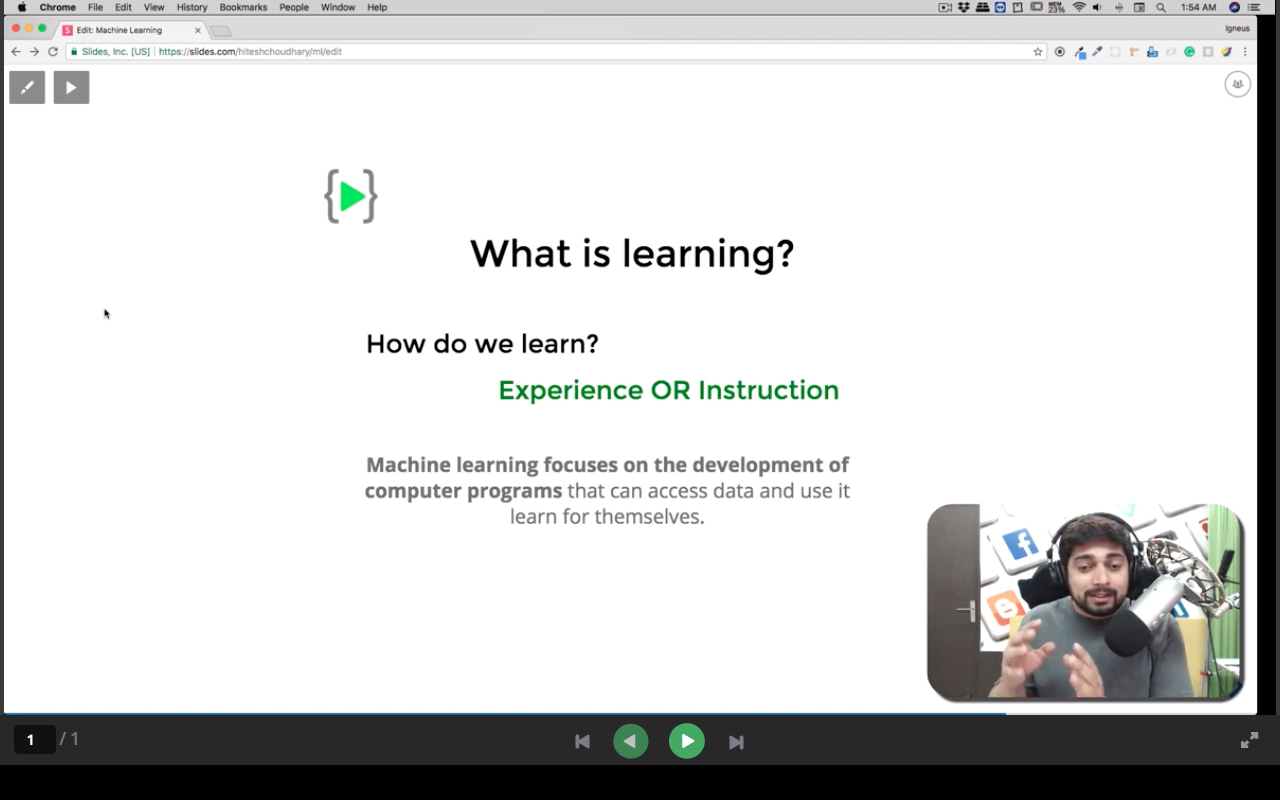 Chrome File Edit View History Bookmarks People Window Help
MEM
23%
1:54 AM
Edit: Machine Learning
Igneus
Slides, Inc. [US] | https://slides.com/hiteshchoudhary/ml/edit
What is learning?
How do we learn?
Experience OR Instruction
Machine learning focuses on the development of
computer programs that can access data and use it
learn for themselves.
1 / 1